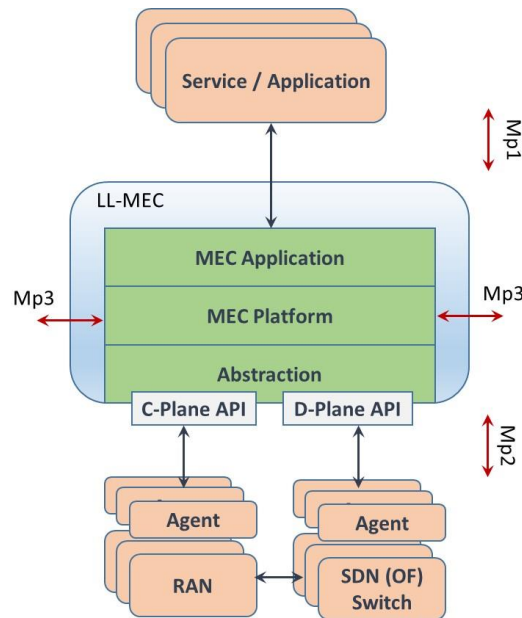 Service / Application
Mp1
LL-MEC
MEC Application
Mp3
MEC Platform
Mp3
Abstraction
C-Plane API
D-Plane API
Mp2
Agent
Agent
RAN
SDN (OF)
Switch